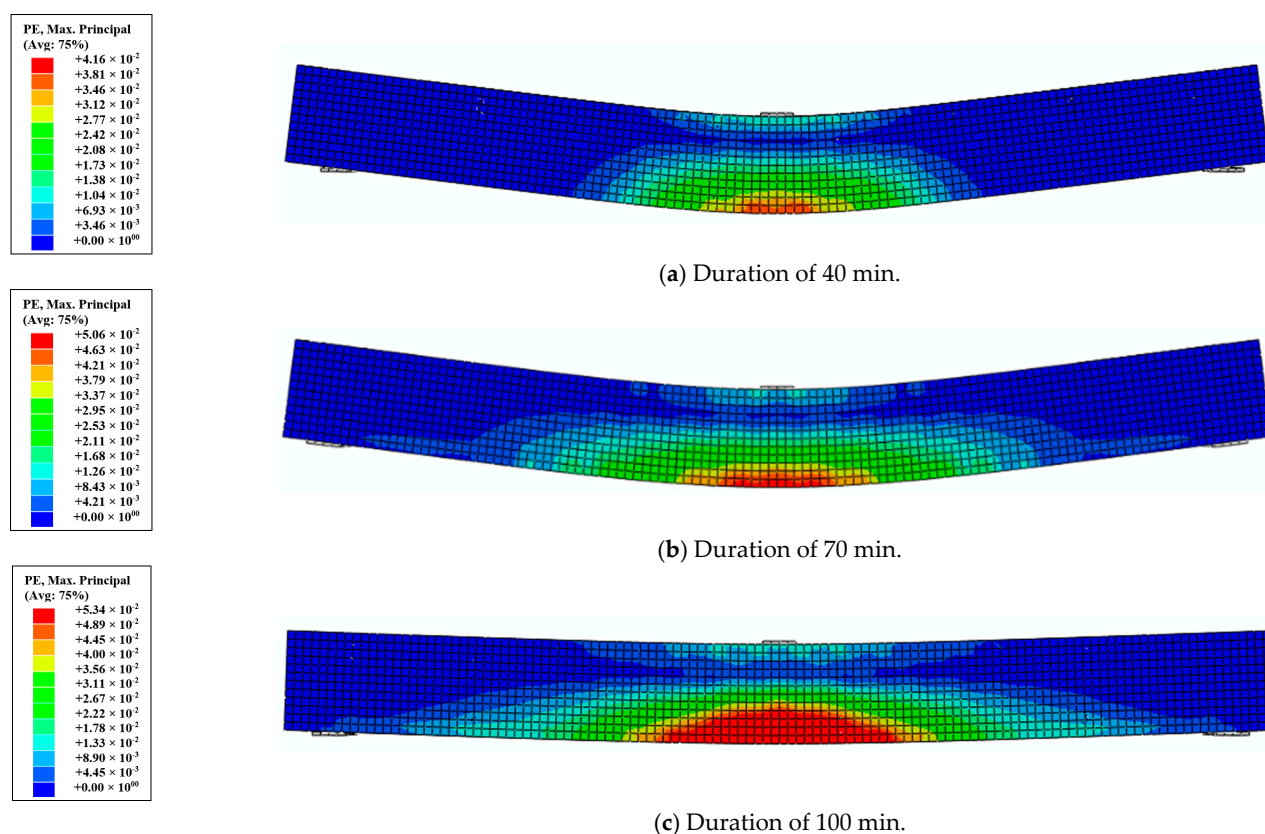 PE, Max. Principal
(Avg: 75%)
+4.16 × 10⁻²
+3.81 × 10⁻²
+3.46 × 10⁻²
+3.12 × 10⁻²
+2.77 × 10⁻²
+2.42 × 10⁻²
+2.08 × 10⁻²
+1.73 × 10⁻²
+1.38 × 10⁻²
+1.04 × 10⁻²
+6.93 × 10⁻³
+3.46 × 10⁻³
+0.00 × 10⁰⁰
(a) Duration of 40 min.
PE, Max. Principal
(Avg: 75%)
+5.06 × 10⁻²
+4.63 × 10⁻²
+4.21 × 10⁻²
+3.79 × 10⁻²
+3.37 × 10⁻²
+2.95 × 10⁻²
+2.53 × 10⁻²
+2.11 × 10⁻²
+1.68 × 10⁻²
+1.26 × 10⁻²
+8.43 × 10⁻³
+4.21 × 10⁻³
+0.00 × 10⁰⁰
(b) Duration of 70 min.
PE, Max. Principal
(Avg: 75%)
+5.34 × 10⁻²
+4.89 × 10⁻²
+4.45 × 10⁻²
+4.00 × 10⁻²
+3.56 × 10⁻²
+3.11 × 10⁻²
+2.67 × 10⁻²
+2.22 × 10⁻²
+1.78 × 10⁻²
+1.33 × 10⁻²
+8.90 × 10⁻³
+4.45 × 10⁻³
+0.00 × 10⁰⁰
(c) Duration of 100 min.